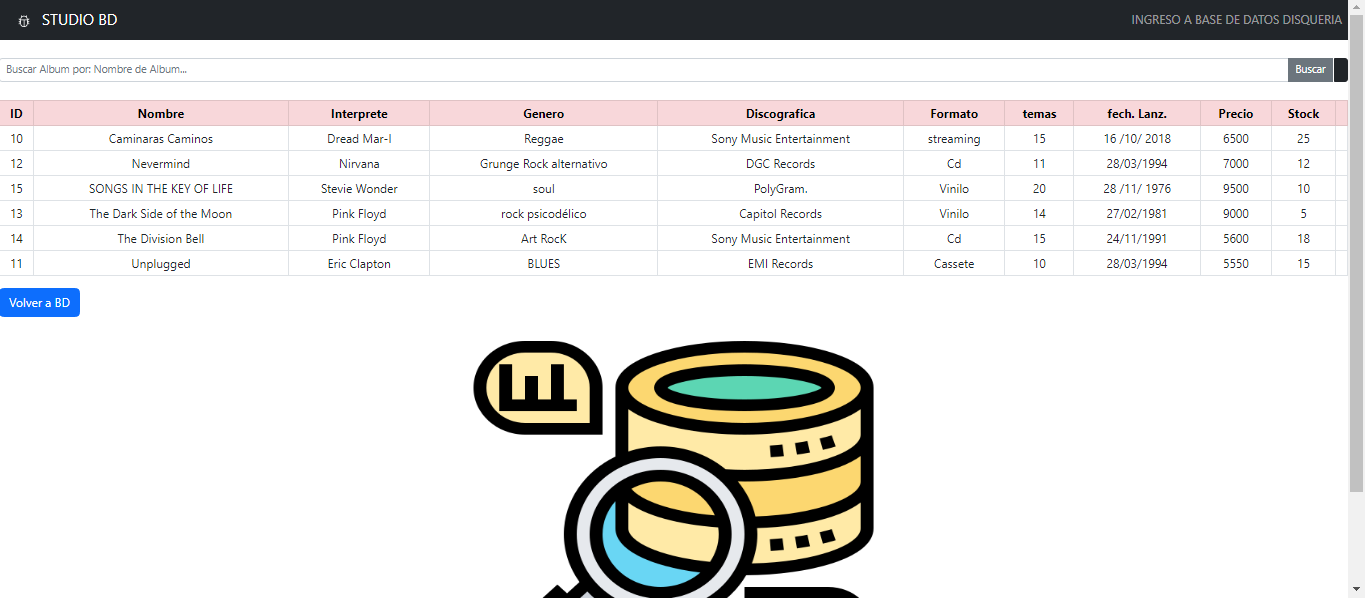 STUDIO BD INGRESO A BASE DE DATOS DISQUERIA
Buscar Album por: Nombre de Album... Buscar
ID Nombre Interprete Genero Discografica Formato temas fech. Lanz. Precio Stock
10 Caminaras Caminos Dread Mar-I Reggae Sony Music Entertainment streaming 15 16 /10/ 2018 6500 25
12 Nevermind Nirvana Grunge Rock alternativo DGC Records Cd 11 28/03/1994 7000 12
15 SONGS IN THE KEY OF LIFE Stevie Wonder soul PolyGram. Vinilo 20 28 /11/ 1976 9500 10
13 The Dark Side of the Moon Pink Floyd rock psicodélico Capitol Records Vinilo 14 27/02/1981 9000 5
14 The Division Bell Pink Floyd Art RocK Sony Music Entertainment Cd 15 24/11/1991 5600 18
11 Unplugged Eric Clapton BLUES EMI Records Cassete 10 28/03/1994 5550 15
Volver a BD